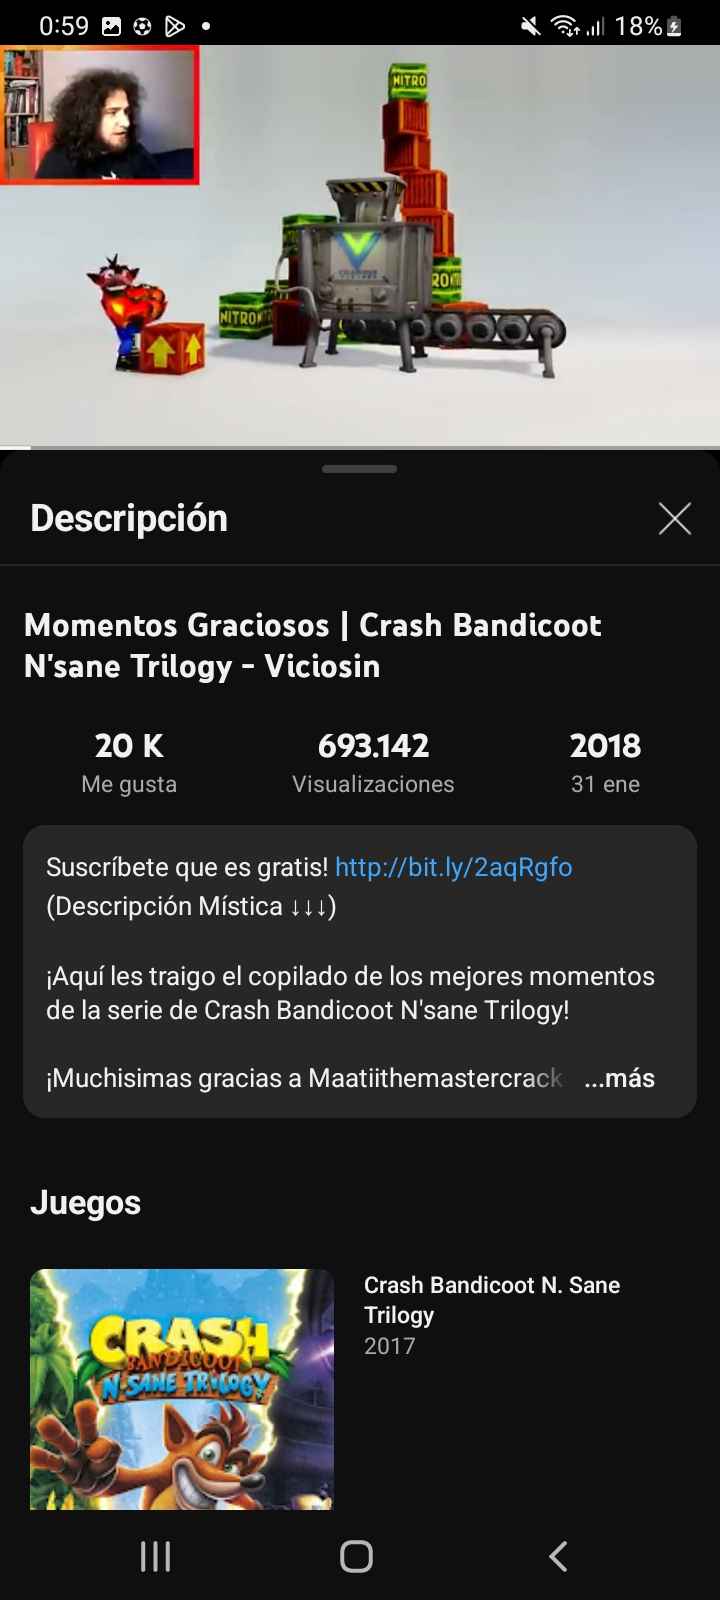 0:59
18%
NITRO
NITRO
NITRO
Descripción
Momentos Graciosos | Crash Bandicoot
N'sane Trilogy - Viciosin
20 K
693.142
2018
Me gusta
Visualizaciones
31 ene
Suscríbete que es gratis! http://bit.ly/2aqRgfo
(Descripción Mística ↓↓↓)
¡Aquí les traigo el copilado de los mejores momentos
de la serie de Crash Bandicoot N'sane Trilogy!
¡Muchisimas gracias a Maatiithemastercrack ...más
Juegos
Crash Bandicoot N. Sane
Trilogy
2017
CRASH
BANDICOOT
N·SANE TRILOGY